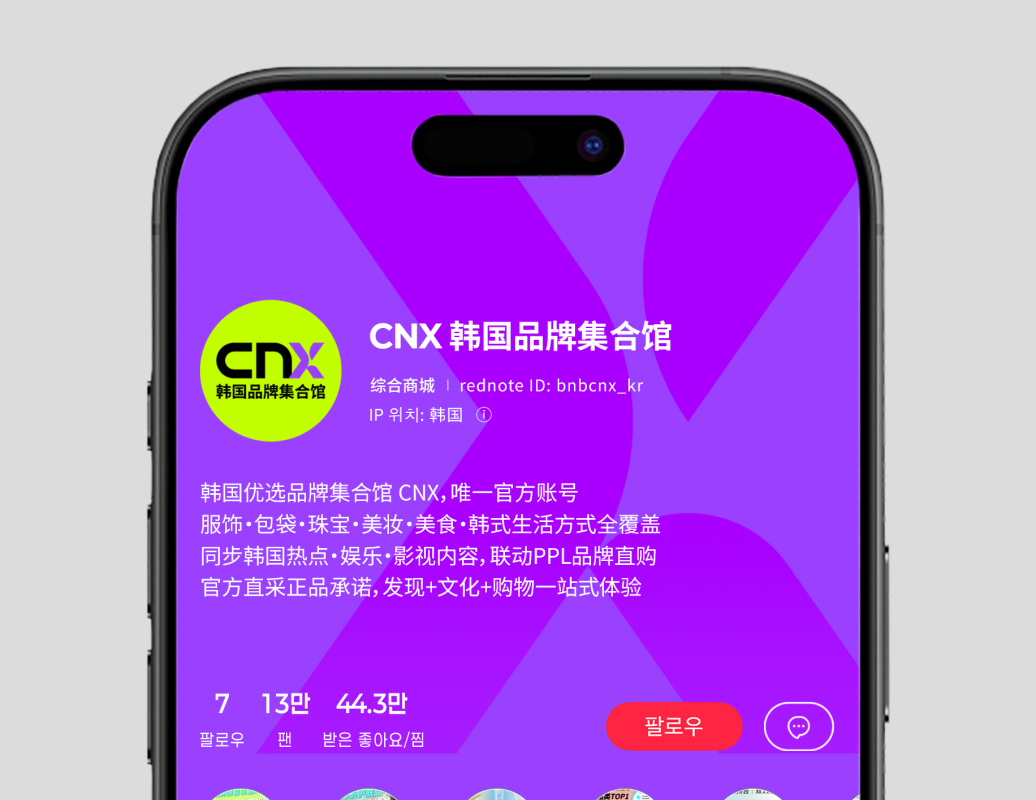 CNX
韩国品牌集合馆
CNX 韩国品牌集合馆
综合商城 | rednote ID: bnbcnx_kr
IP 위치: 韩国 ⓘ
韩国优选品牌集合馆 CNX，唯一官方账号
服饰·包袋·珠宝·美妆·美食·韩式生活方式全覆盖
同步韩国热点·娱乐·影视内容，联动PPL品牌直购
官方直采正品承诺，发现+文化+购物一站式体验
7 13만 44.3만
팔로우 팬 받은 좋아요/찜
팔로우
TOP1